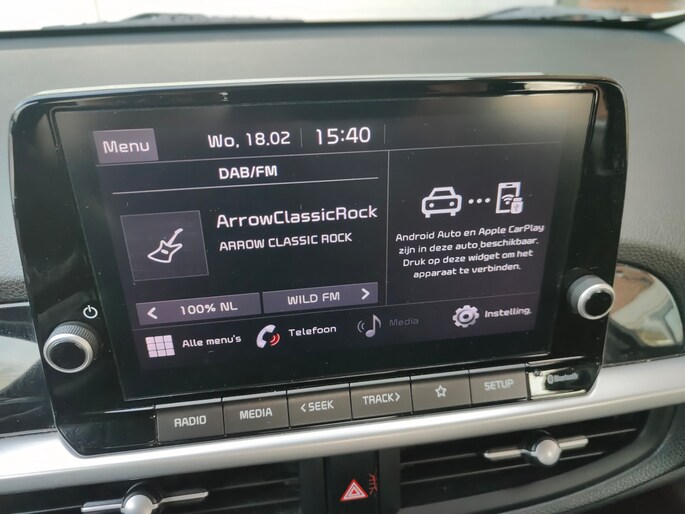 Menu
Wo, 18.02
15:40
DAB/FM
ArrowClassicRock
ARROW CLASSIC ROCK
< 100% NL
WILD FM >
Android Auto en Apple CarPlay
zijn in deze auto beschikbaar.
Druk op deze widget om het
apparaat te verbinden.
Alle menu's
Telefoon
Media
Instelling.
RADIO
MEDIA
< SEEK
TRACK >
SETUP
Bluetooth